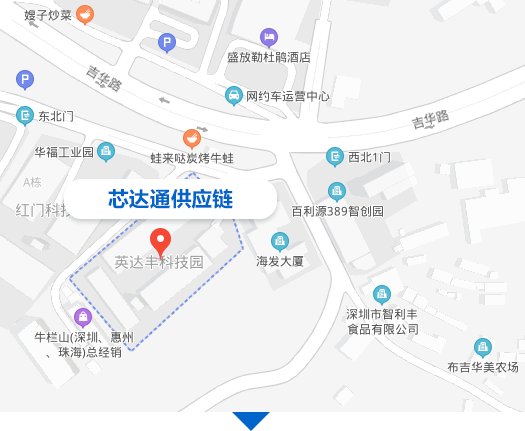 嫂子炒菜
P
盛放勒杜鹃酒店
P
吉华路
网约车运营中心
东北门
吉华路
华福工业园
蛙来哒炭烤牛蛙
西北1门
A栋
芯达通供应链
红门科技
百利源389智创园
英达丰科技园
海发大厦
牛栏山(深圳、惠州
、珠海)总经销
深圳市智利丰
食品有限公司
布吉华美农场